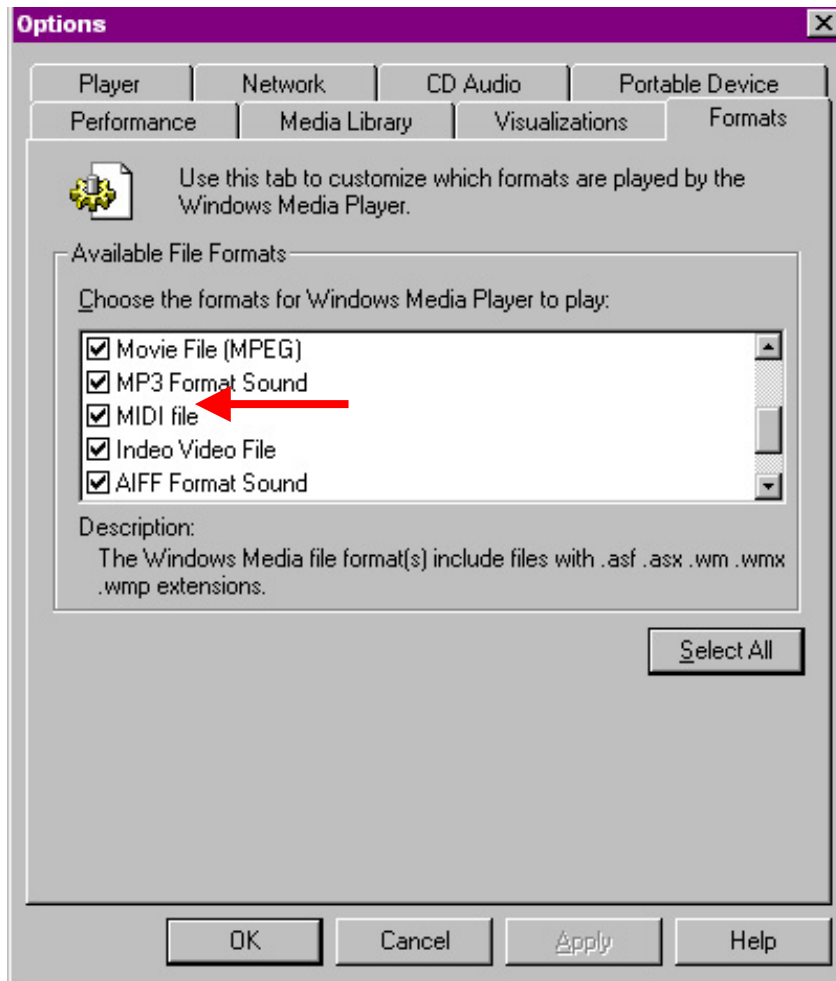 Options
Player Network CD Audio Portable Device
Performance Media Library Visualizations Formats
Use this tab to customize which formats are played by the
Windows Media Player.
Available File Formats
Choose the formats for Windows Media Player to play:
Movie File (MPEG)
MP3 Format Sound
MIDI file
Indeo Video File
AIFF Format Sound
Description:
The Windows Media file format(s) include files with .asf .asx .wm .wmx
.wmp extensions.
Select All
OK Cancel Apply Help